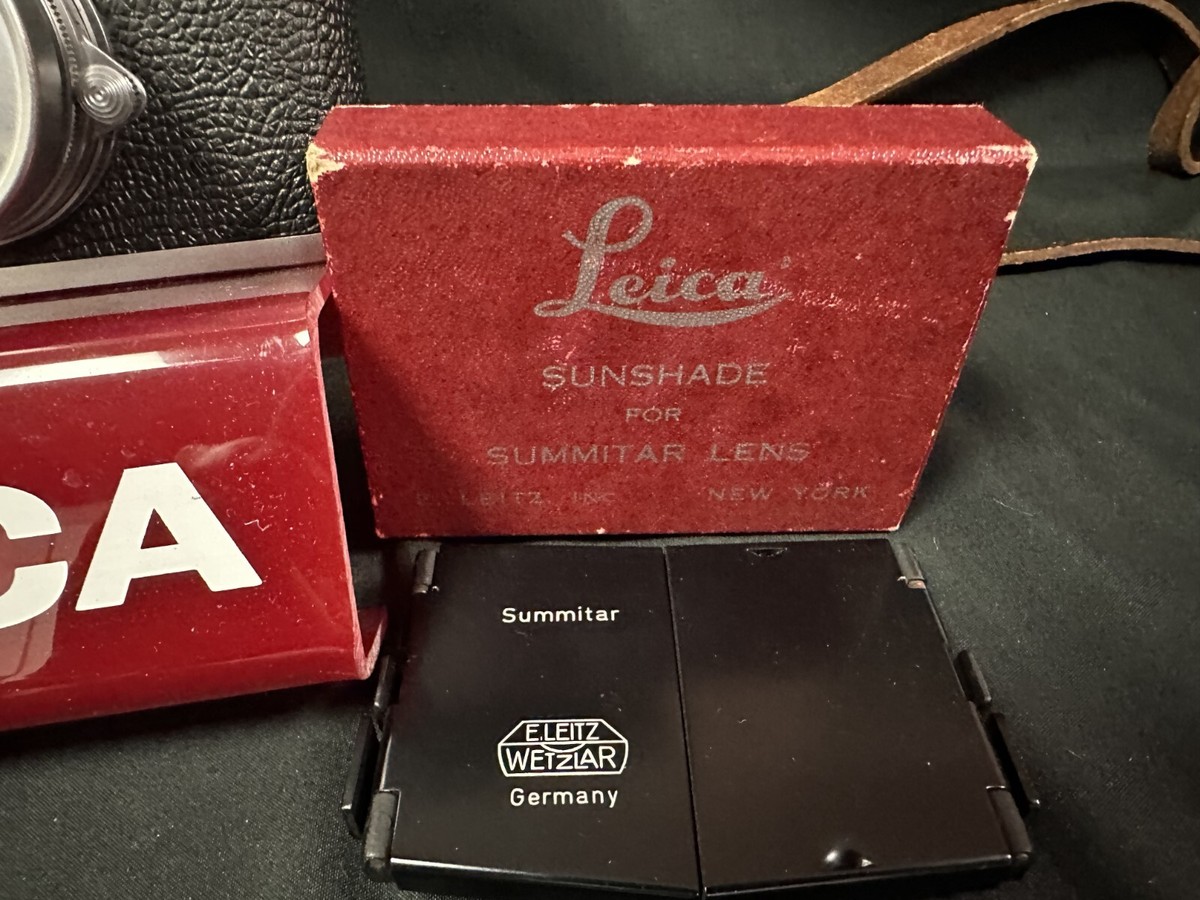 Leica
SUNSHADE
FOR
SUMMITAR LENS
E. LEITZ, INC. NEW YORK
CA
Summitar
E.LEITZ
WETZLAR
Germany